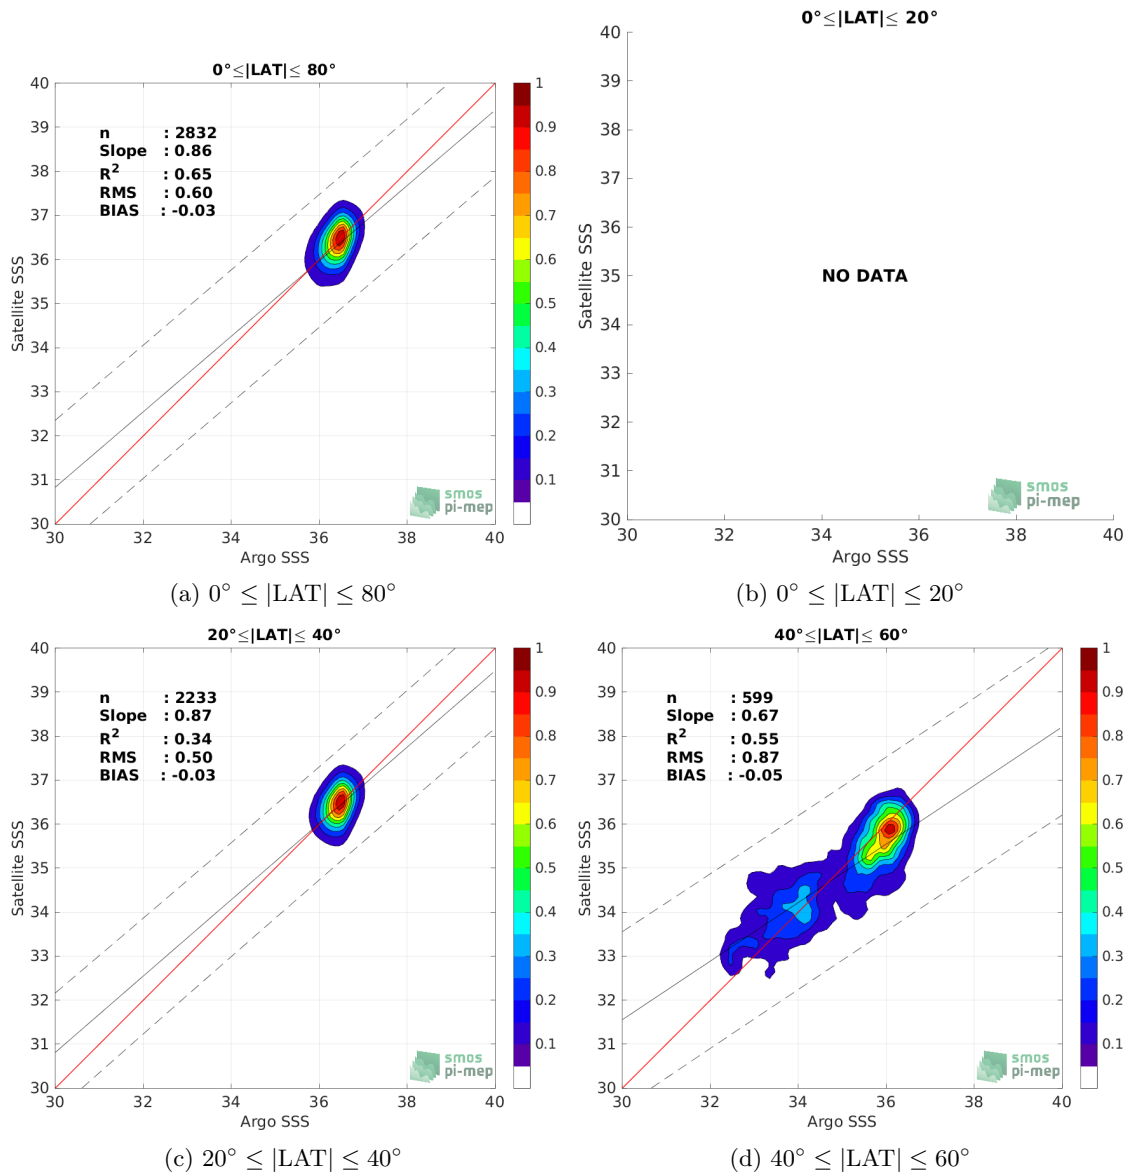 0°≤|LAT|≤ 80°
40
39
38
37
36
35
34
33
32
31
30
Satellite SSS
n : 2832
Slope : 0.86
R² : 0.65
RMS : 0.60
BIAS : -0.03
smos
pi-mep
30 32 34 36 38 40
Argo SSS
1
0.9
0.8
0.7
0.6
0.5
0.4
0.3
0.2
0.1
(a) 0° ≤ |LAT| ≤ 80°
0°≤|LAT|≤ 20°
40
39
38
37
36
35
34
33
32
31
30
Satellite SSS
NO DATA
smos
pi-mep
30 32 34 36 38 40
Argo SSS
(b) 0° ≤ |LAT| ≤ 20°
20°≤|LAT|≤ 40°
40
39
38
37
36
35
34
33
32
31
30
Satellite SSS
n : 2233
Slope : 0.87
R² : 0.34
RMS : 0.50
BIAS : -0.03
smos
pi-mep
30 32 34 36 38 40
Argo SSS
1
0.9
0.8
0.7
0.6
0.5
0.4
0.3
0.2
0.1
(c) 20° ≤ |LAT| ≤ 40°
40°≤|LAT|≤ 60°
40
39
38
37
36
35
34
33
32
31
30
Satellite SSS
n : 599
Slope : 0.67
R² : 0.55
RMS : 0.87
BIAS : -0.05
smos
pi-mep
30 32 34 36 38 40
Argo SSS
1
0.9
0.8
0.7
0.6
0.5
0.4
0.3
0.2
0.1
(d) 40° ≤ |LAT| ≤ 60°